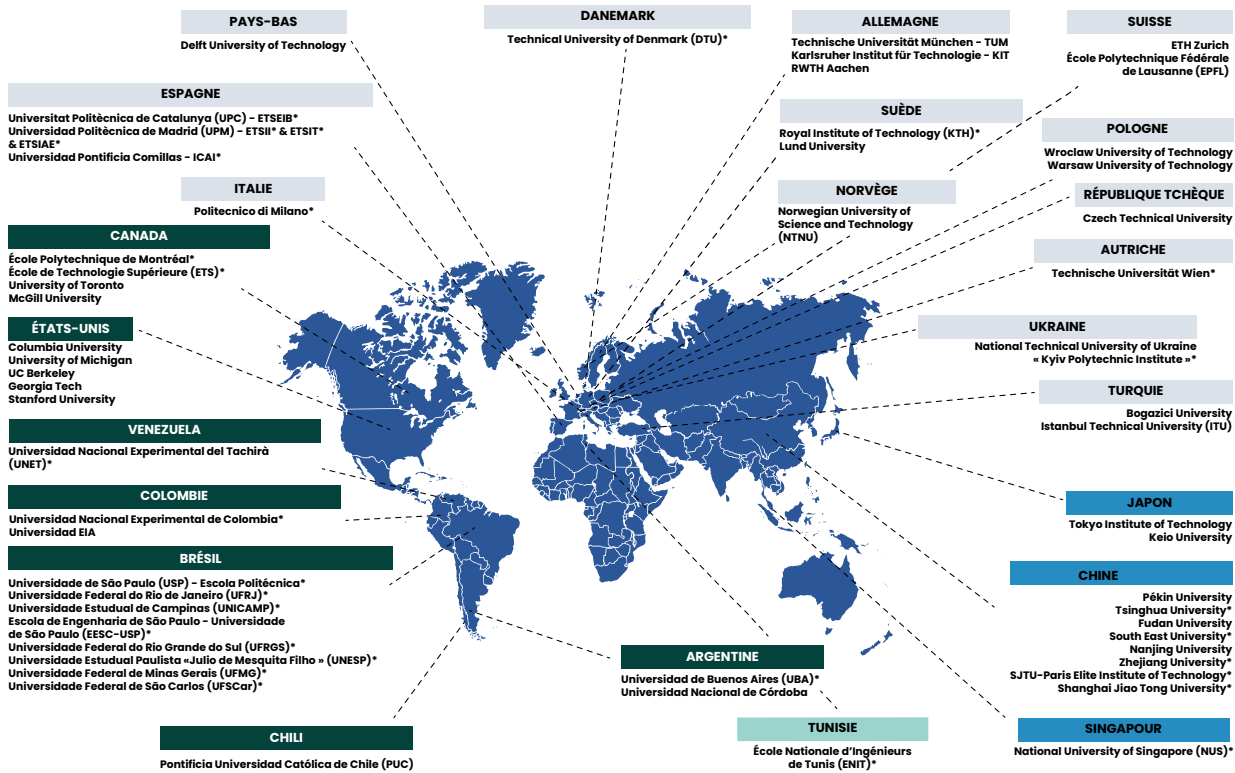 PAYS-BAS
Delft University of Technology
DANEMARK
Technical University of Denmark (DTU)*
ALLEMAGNE
Technische Universität München - TUM
Karlsruher Institut für Technologie - KIT
RWTH Aachen
SUISSE
ETH Zurich
École Polytechnique Fédérale
de Lausanne (EPFL)
ESPAGNE
Universitat Politècnica de Catalunya (UPC) - ETSEIB*
Universidad Politècnica de Madrid (UPM) - ETSII* & ETSIT*
& ETSIAE*
Universidad Pontificia Comillas - ICAI*
SUÈDE
Royal Institute of Technology (KTH)*
Lund University
POLOGNE
Wroclaw University of Technology
Warsaw University of Technology
ITALIE
Politecnico di Milano*
NORVÈGE
Norwegian University of
Science and Technology
(NTNU)
RÉPUBLIQUE TCHÈQUE
Czech Technical University
CANADA
École Polytechnique de Montréal*
École de Technologie Supérieure (ETS)*
University of Toronto
McGill University
AUTRICHE
Technische Universität Wien*
ÉTATS-UNIS
Columbia University
University of Michigan
UC Berkeley
Georgia Tech
Stanford University
UKRAINE
National Technical University of Ukraine
« Kyiv Polytechnic Institute »*
TURQUIE
Bogazici University
Istanbul Technical University (ITU)
VENEZUELA
Universidad Nacional Experimental del Tachirà
(UNET)*
COLOMBIE
Universidad Nacional Experimental de Colombia*
Universidad EIA
JAPON
Tokyo Institute of Technology
Keio University
BRÉSIL
Universidade de São Paulo (USP) - Escola Politécnica*
Universidade Federal do Rio de Janeiro (UFRJ)*
Universidade Estudual de Campinas (UNICAMP)*
Escola de Engenharia de São Paulo - Universidade
de São Paulo (EESC-USP)*
Universidade Federal do Rio Grande do Sul (UFRGS)*
Universidade Estadual Paulista «Julio de Mesquita Filho » (UNESP)*
Universidade Federal de Minas Gerais (UFMG)*
Universidade Federal de São Carlos (UFSCar)*
CHINE
Pékin University
Tsinghua University*
Fudan University
South East University*
Nanjing University
Zhejiang University*
SJTU-Paris Elite Institute of Technology*
Shanghai Jiao Tong University*
ARGENTINE
Universidad de Buenos Aires (UBA)*
Universidad Nacional de Córdoba
CHILI
Pontificia Universidad Católica de Chile (PUC)
TUNISIE
École Nationale d'Ingénieurs
de Tunis (ENIT)*
SINGAPOUR
National University of Singapore (NUS)*